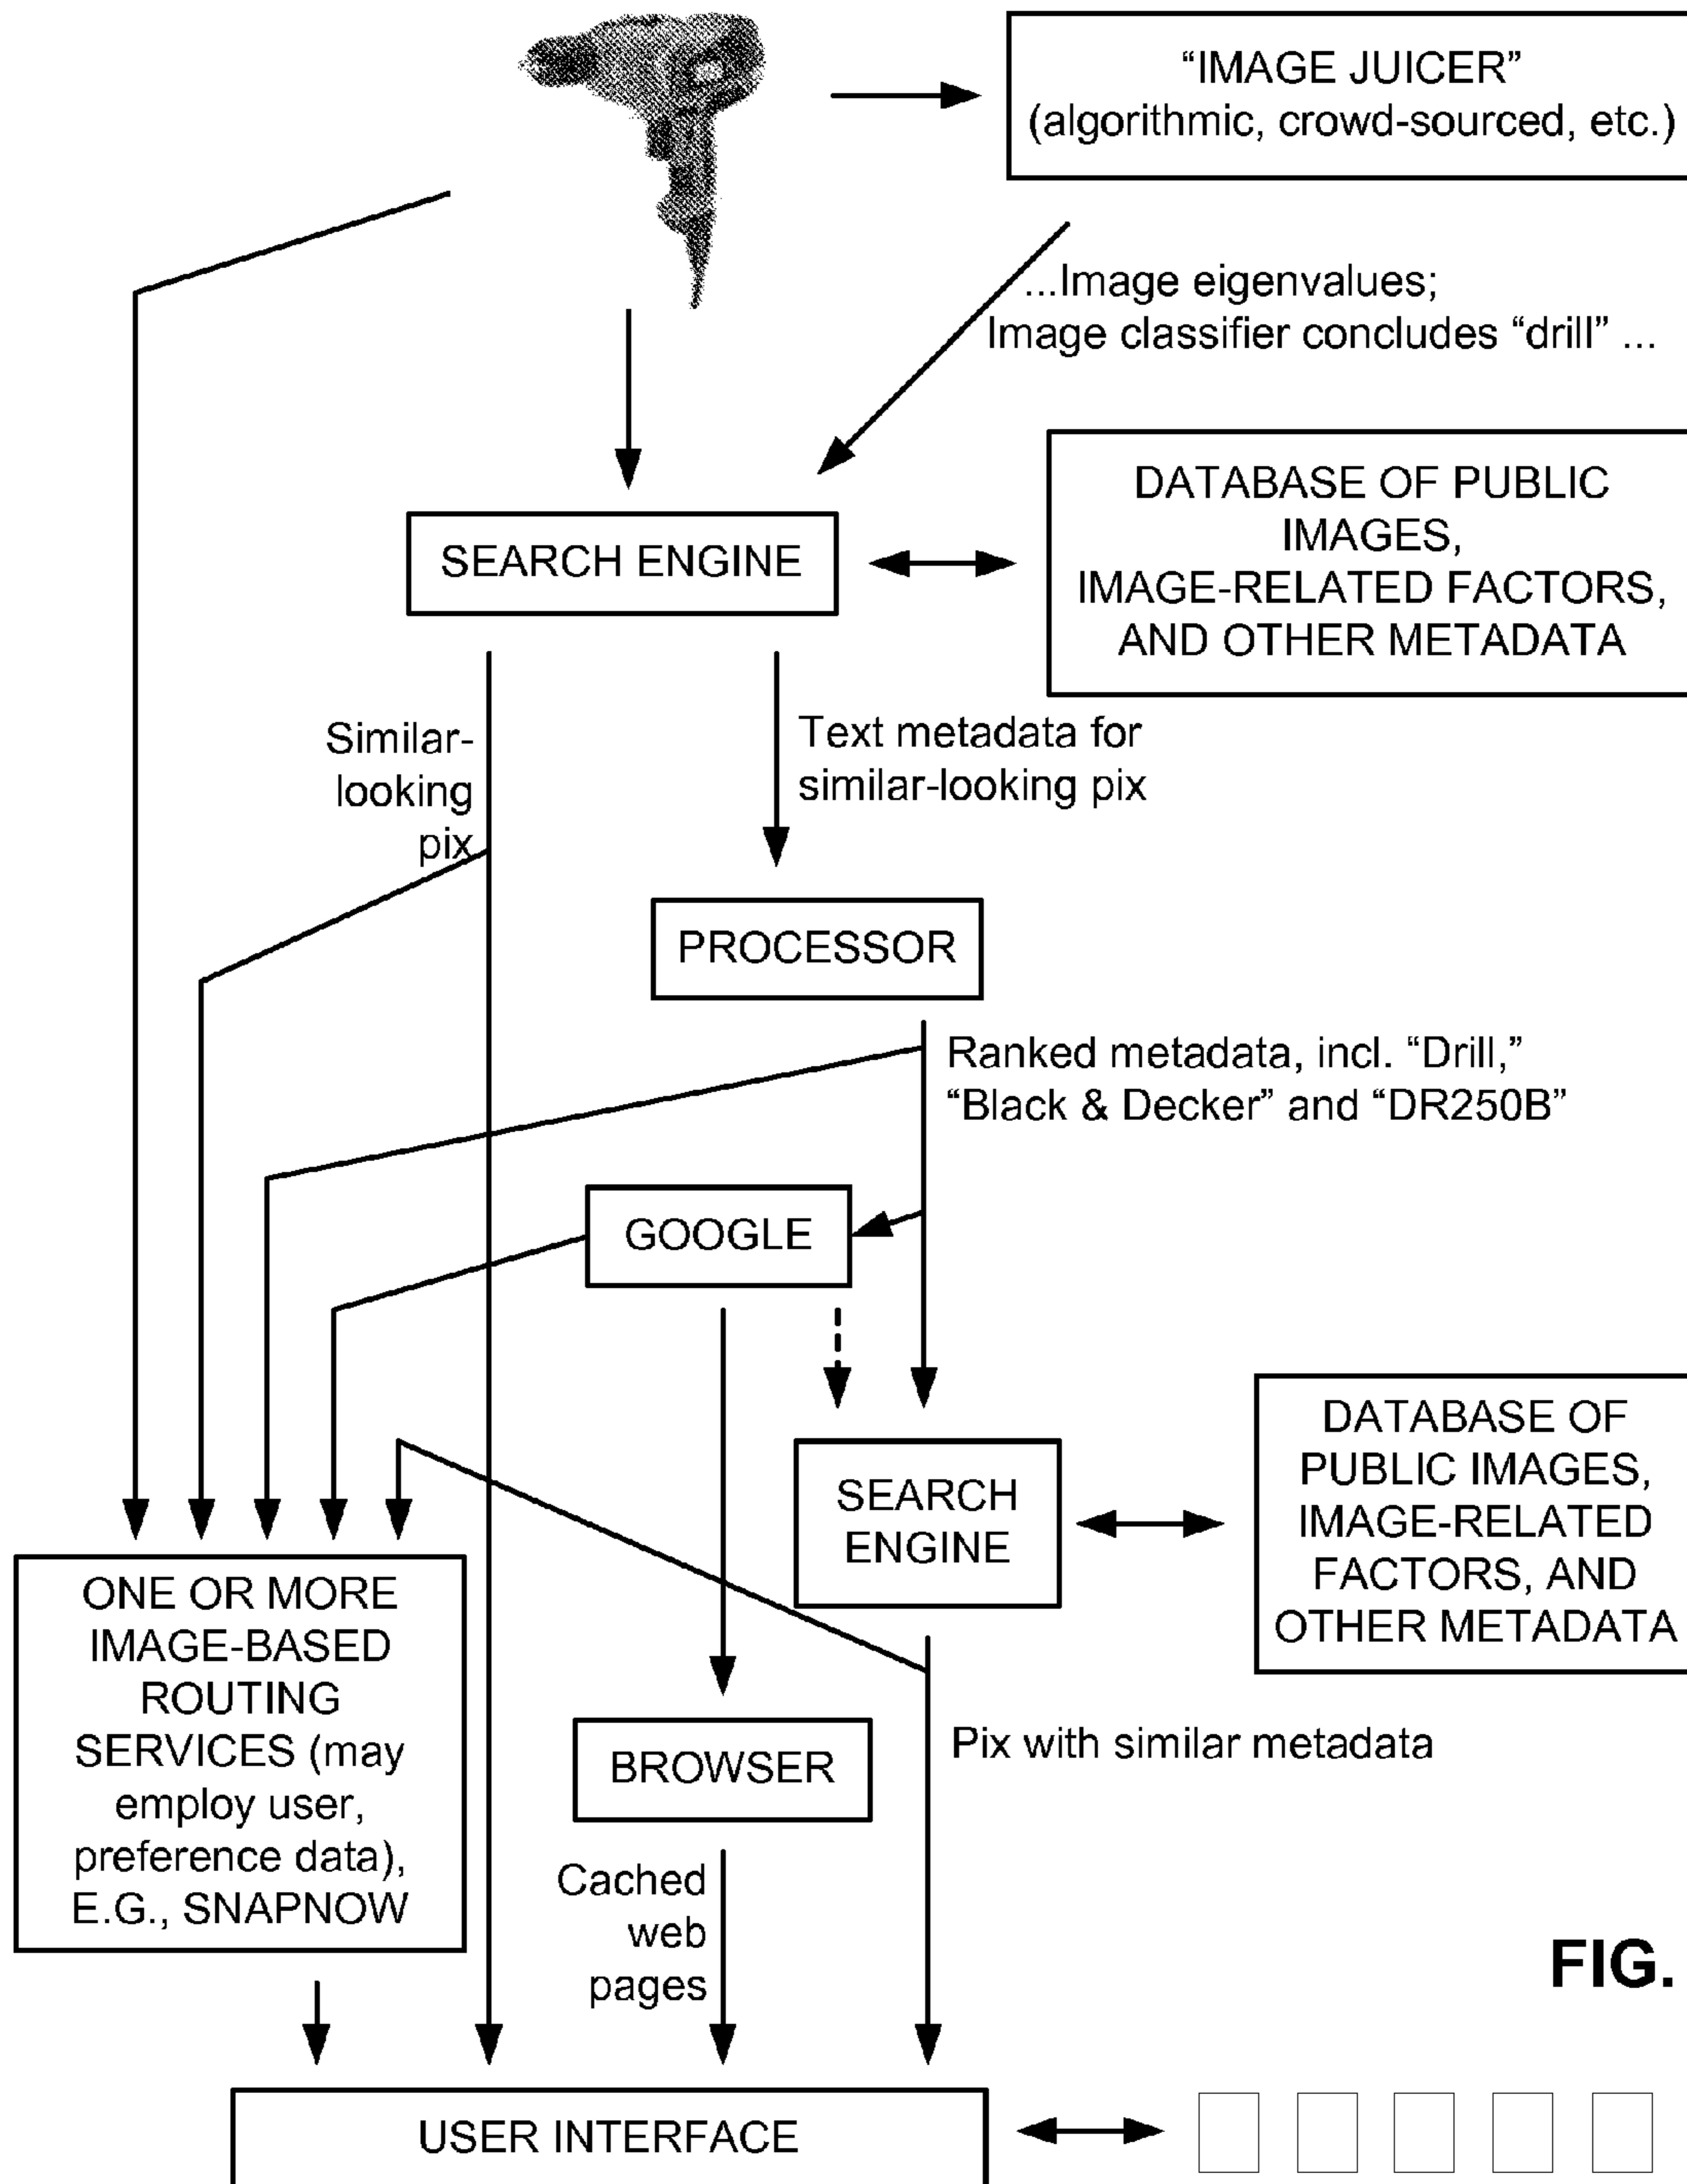 “IMAGE JUICER”
(algorithmic, crowd-sourced, etc.)
...Image eigenvalues;
Image classifier concludes “drill” ...
SEARCH ENGINE
DATABASE OF PUBLIC
IMAGES,
IMAGE-RELATED FACTORS,
AND OTHER METADATA
Similar-
looking
pix
Text metadata for
similar-looking pix
PROCESSOR
Ranked metadata, incl. “Drill,”
“Black & Decker” and “DR250B”
GOOGLE
SEARCH
ENGINE
DATABASE OF
PUBLIC IMAGES,
IMAGE-RELATED
FACTORS, AND
OTHER METADATA
ONE OR MORE
IMAGE-BASED
ROUTING
SERVICES (may
employ user,
preference data),
E.G., SNAPNOW
BROWSER
Pix with similar metadata
Cached
web
pages
FIG.
USER INTERFACE